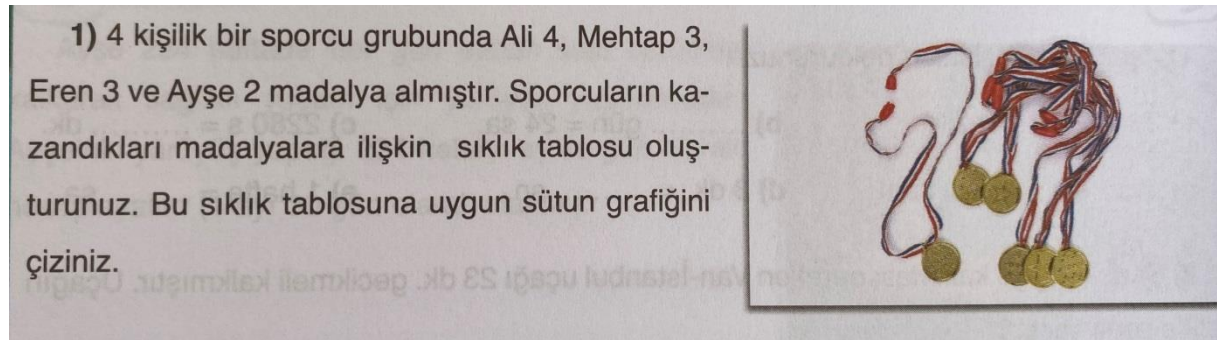 1) 4 kişilik bir sporcu grubunda Ali 4, Mehtap 3,
Eren 3 ve Ayşe 2 madalya almıştır. Sporcuların ka-
zandıkları madalyalara ilişkin sıklık tablosu oluş-
turunuz. Bu sıklık tablosuna uygun sütun grafiğini
çiziniz.